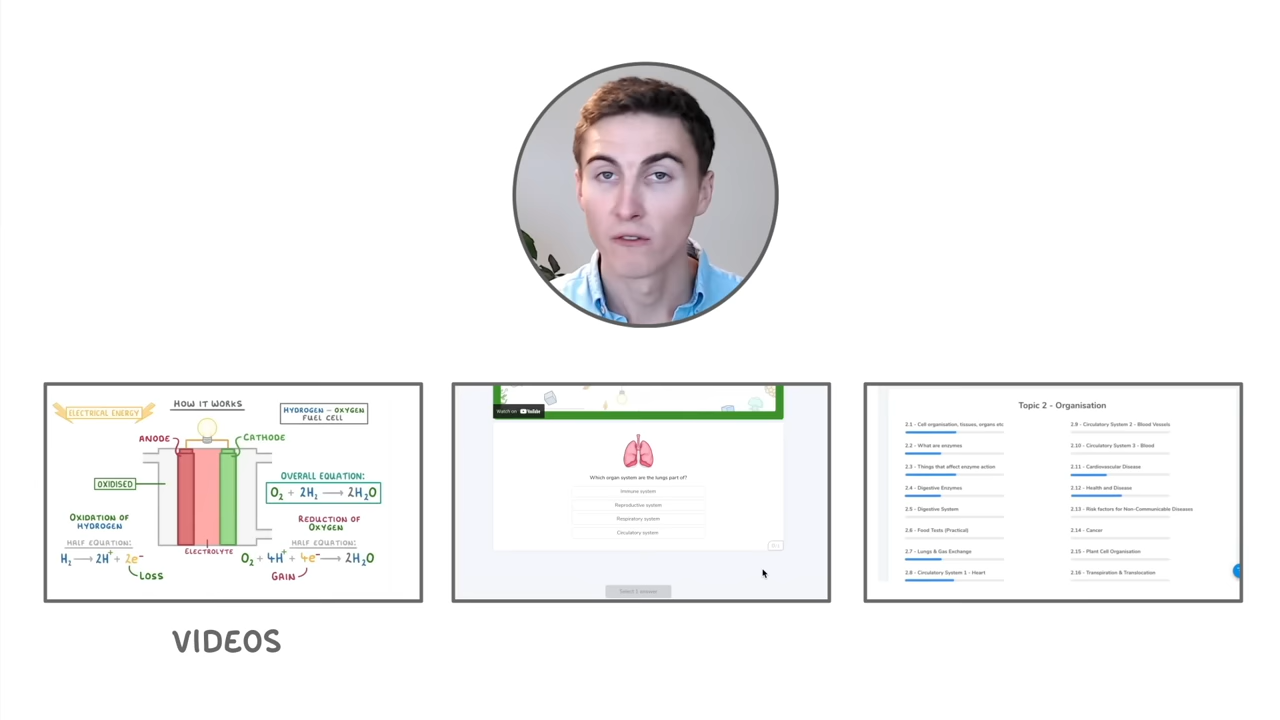 HOW IT WORKS
ELECTRICAL ENERGY
HYDROGEN - OXYGEN
FUEL CELL
ANODE
CATHODE
OXIDISED
OVERALL EQUATION:
O₂ + 2H₂ → 2H₂O
OXIDATION OF
HYDROGEN
REDUCTION OF
OXYGEN
HALF EQUATION:
HALF EQUATION:
ELECTROLYTE
H₂ → 2H⁺ + 2e⁻
O₂ + 4H⁺ + 4e⁻ → 2H₂O
LOSS
GAIN
VIDEOS
Watch on YouTube
Which organ system are the lungs part of?
Immune system
Reproductive system
Respiratory system
Circulatory system
Select 1 answer
Topic 2 - Organisation
2.1 - Cell organisation, tissues, organs etc
2.2 - What are enzymes
2.3 - Things that affect enzyme action
2.4 - Digestive Enzymes
2.5 - Digestive System
2.6 - Food Tests (Practical)
2.7 - Lungs & Gas Exchange
2.8 - Circulatory System 1 - Heart
2.9 - Circulatory System 2 - Blood Vessels
2.10 - Circulatory System 3 - Blood
2.11 - Cardiovascular Disease
2.12 - Health and Disease
2.13 - Risk factors for Non-Communicable Diseases
2.14 - Cancer
2.15 - Plant Cell Organisation
2.16 - Transpiration & Translocation